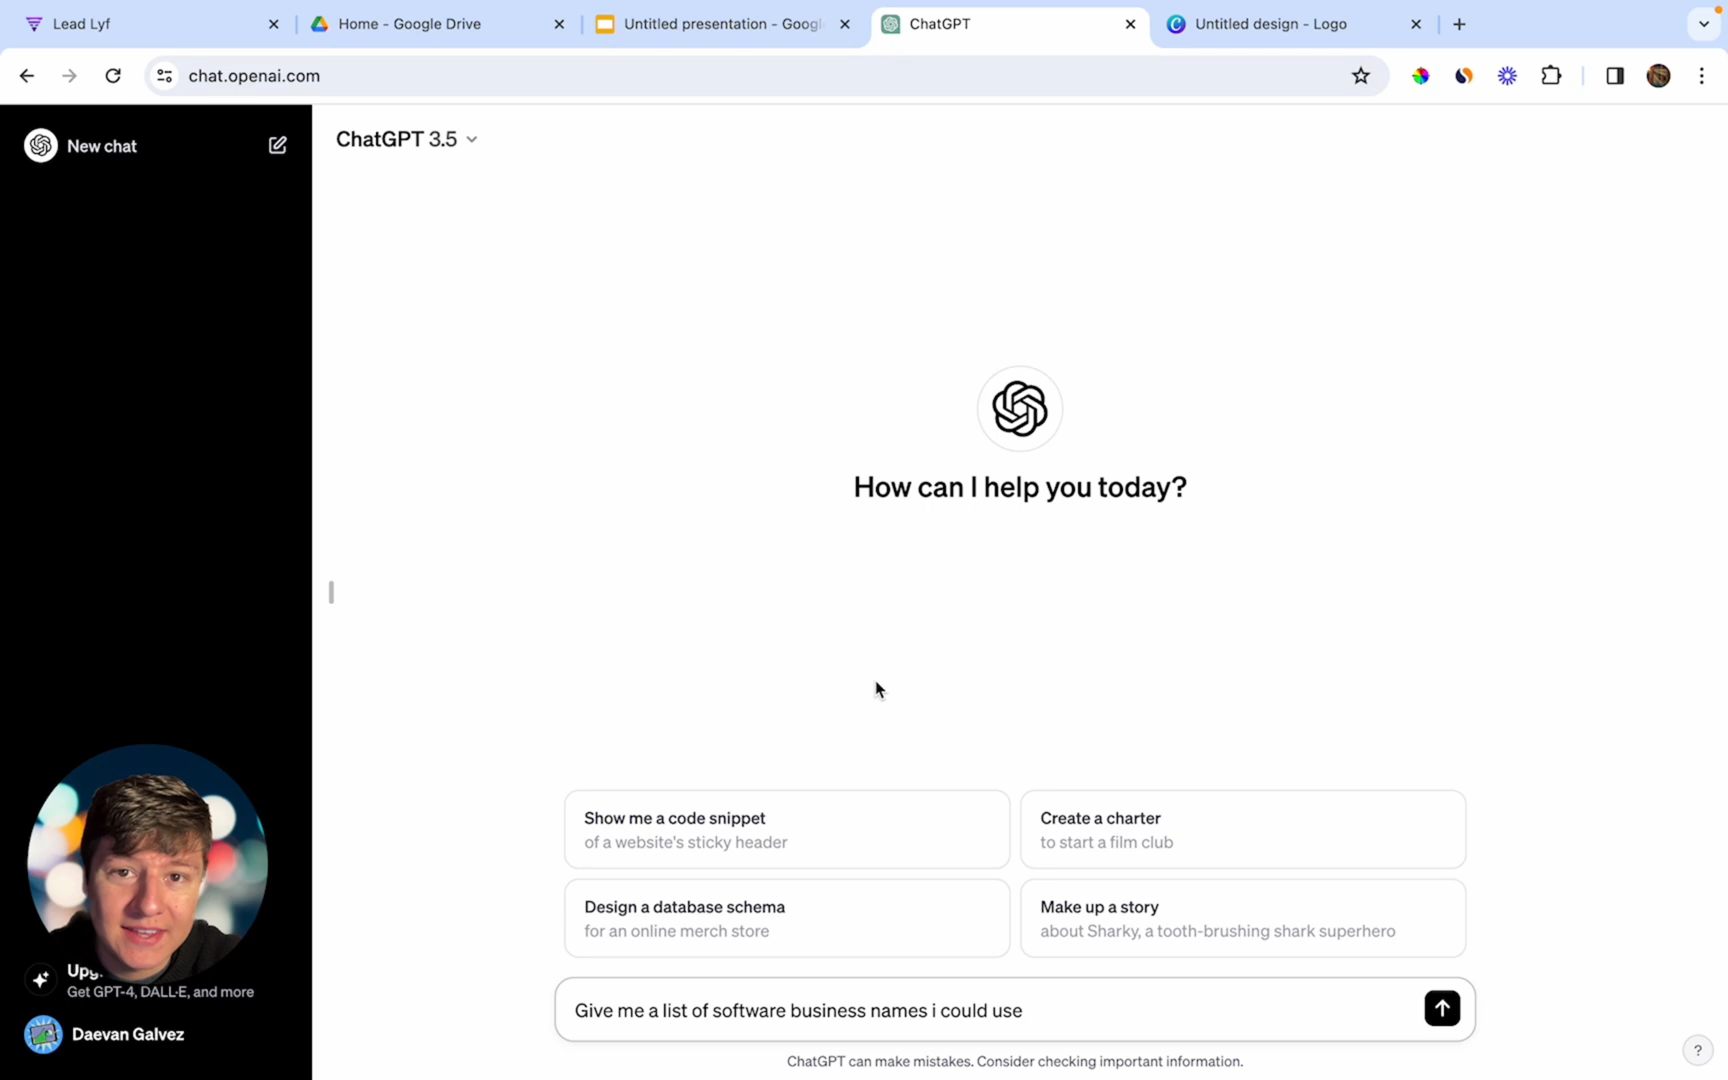 Lead Lyf
Home - Google Drive
Untitled presentation - Googl
ChatGPT
Untitled design - Logo
chat.openai.com
New chat
ChatGPT 3.5
How can I help you today?
Show me a code snippet
of a website's sticky header
Create a charter
to start a film club
Design a database schema
for an online merch store
Make up a story
about Sharky, a tooth-brushing shark superhero
Upg
Get GPT-4, DALL·E, and more
Daevan Galvez
Give me a list of software business names i could use
ChatGPT can make mistakes. Consider checking important information.
?